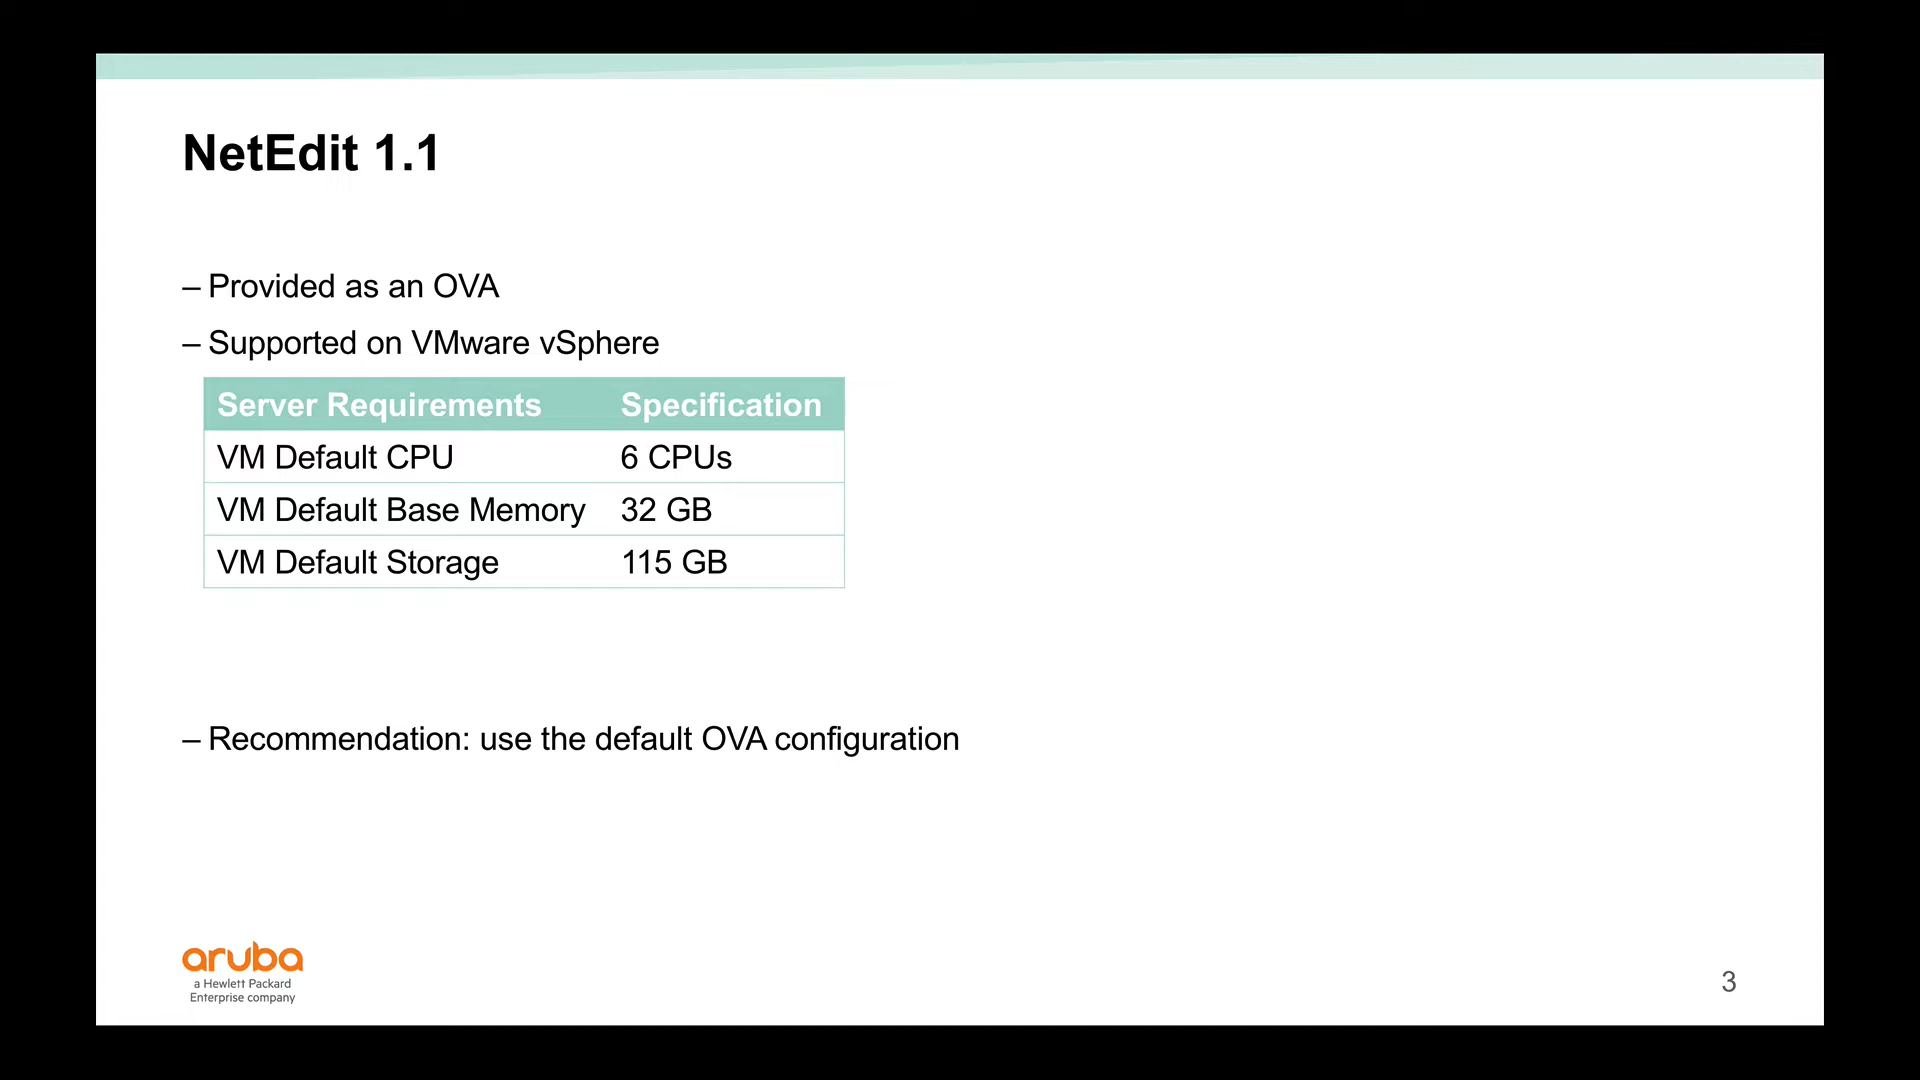 NetEdit 1.1
– Provided as an OVA
– Supported on VMware vSphere
Server Requirements Specification
VM Default CPU 6 CPUs
VM Default Base Memory 32 GB
VM Default Storage 115 GB
– Recommendation: use the default OVA configuration
aruba
a Hewlett Packard
Enterprise company
3